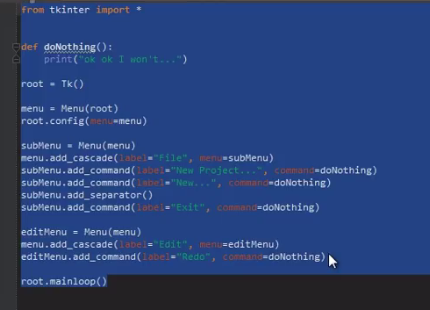 from tkinter import *
def doNothing():
    print("ok ok I won't...")
root = Tk()
menu = Menu(root)
root.config(menu=menu)
subMenu = Menu(menu)
menu.add_cascade(label="File", menu=subMenu)
subMenu.add_command(label="New Project...", command=doNothing)
subMenu.add_command(label="New...", command=doNothing)
subMenu.add_separator()
subMenu.add_command(label="Exit", command=doNothing)
editMenu = Menu(menu)
menu.add_cascade(label="Edit", menu=editMenu)
editMenu.add_command(label="Redo", command=doNothing)
root.mainloop()